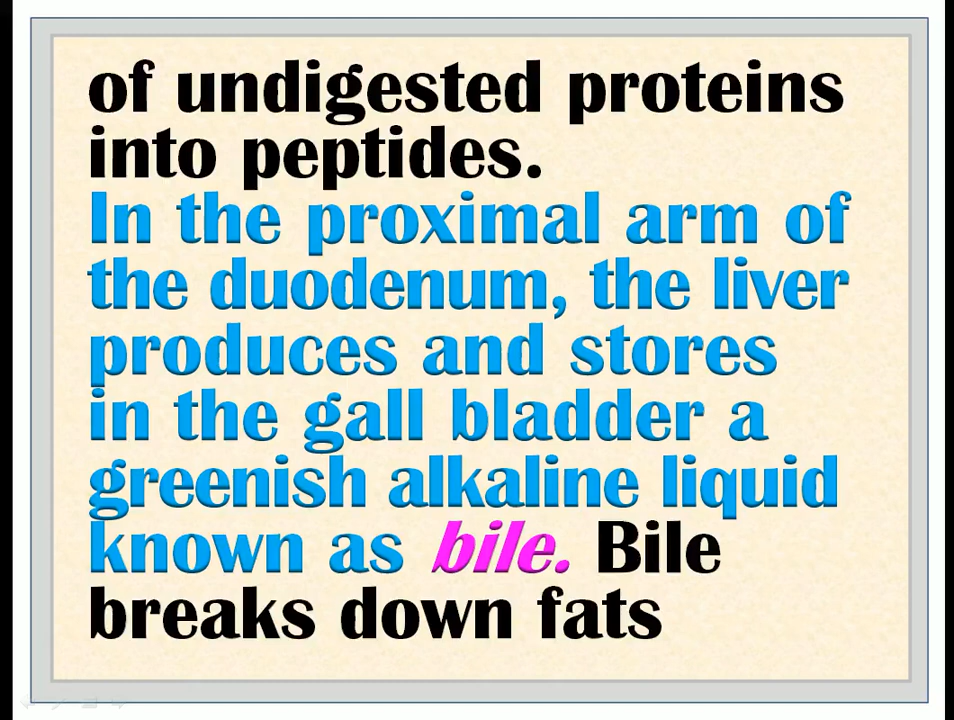 of undigested proteins
into peptides.
In the proximal arm of
the duodenum, the liver
produces and stores
in the gall bladder a
greenish alkaline liquid
known as bile. Bile
breaks down fats